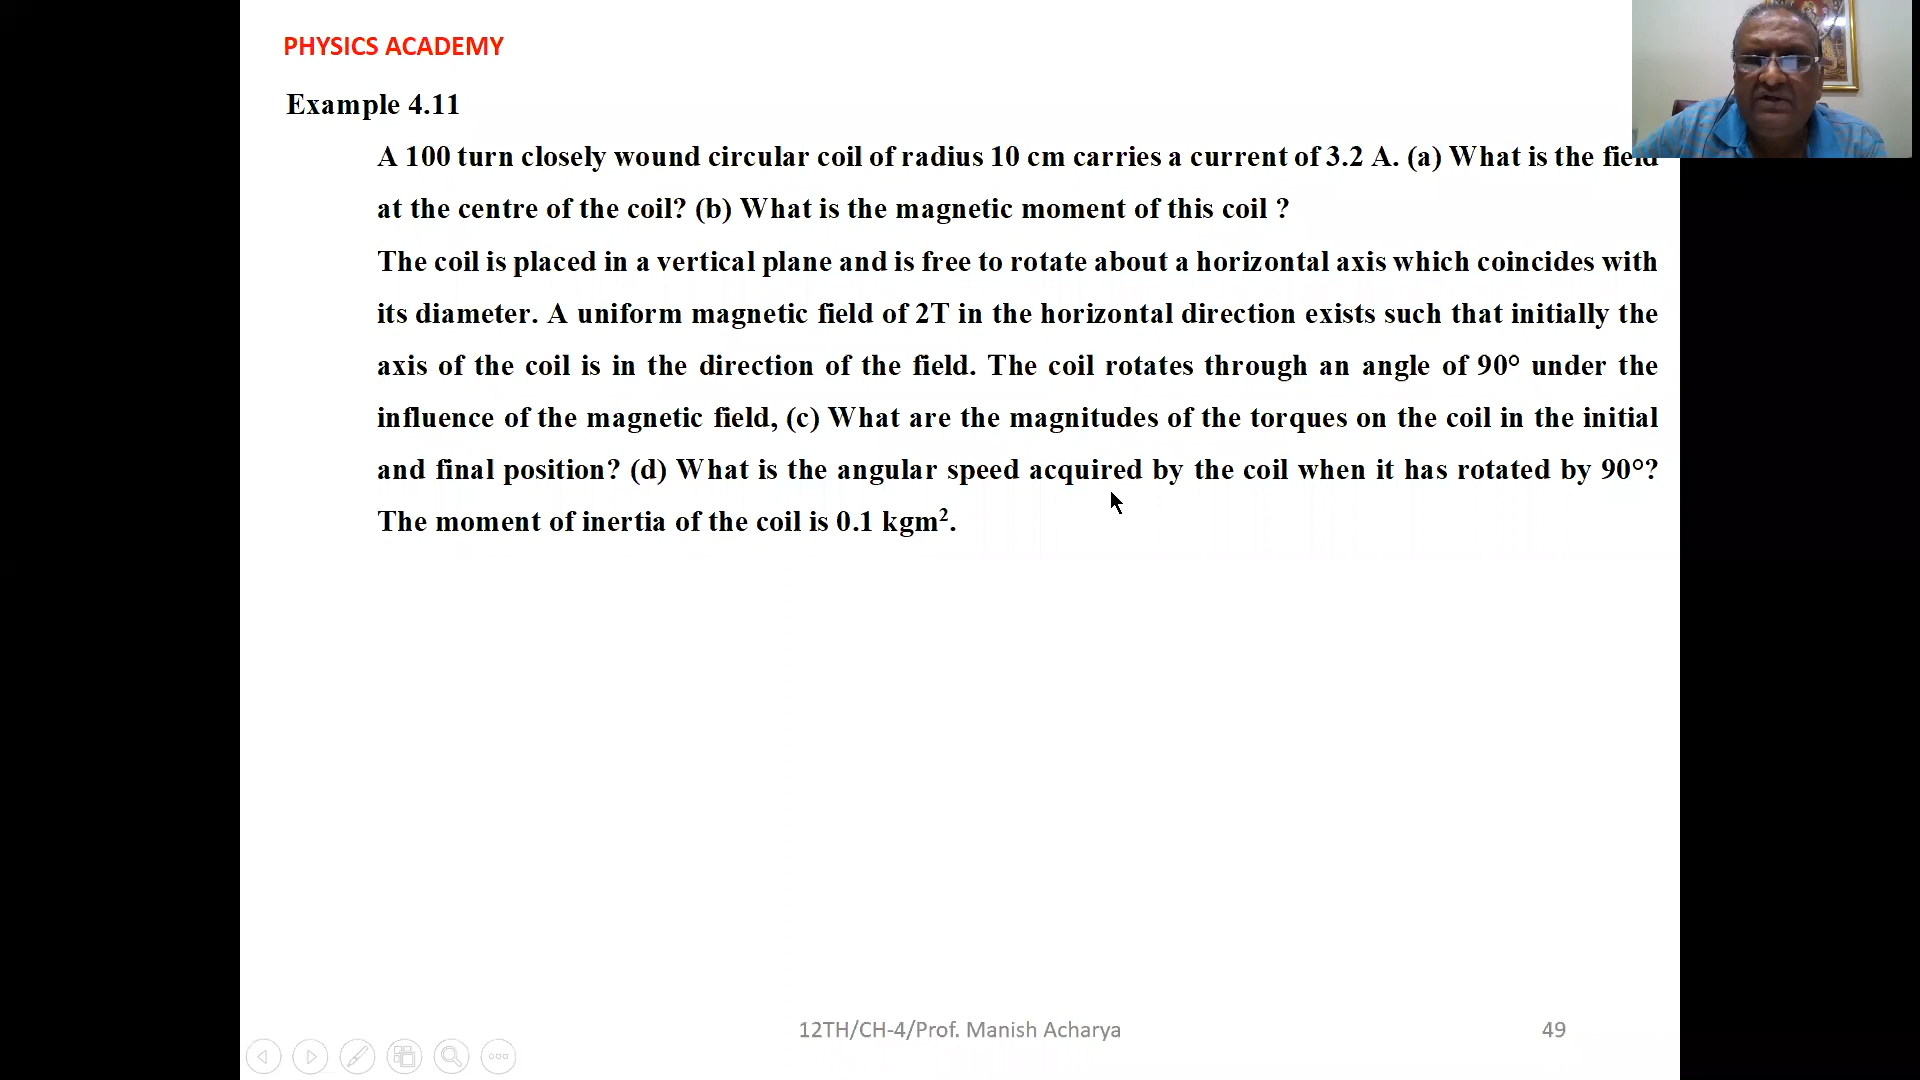 PHYSICS ACADEMY
Example 4.11
A 100 turn closely wound circular coil of radius 10 cm carries a current of 3.2 A. (a) What is the field
at the centre of the coil? (b) What is the magnetic moment of this coil ?
The coil is placed in a vertical plane and is free to rotate about a horizontal axis which coincides with
its diameter. A uniform magnetic field of 2T in the horizontal direction exists such that initially the
axis of the coil is in the direction of the field. The coil rotates through an angle of 90° under the
influence of the magnetic field, (c) What are the magnitudes of the torques on the coil in the initial
and final position? (d) What is the angular speed acquired by the coil when it has rotated by 90°?
The moment of inertia of the coil is 0.1 kgm².
12TH/CH-4/Prof. Manish Acharya
49